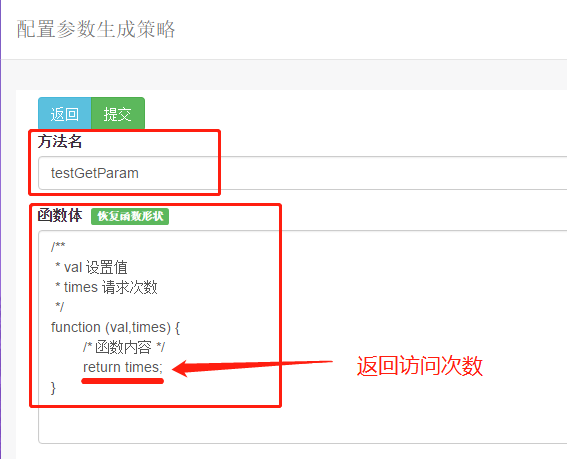 配置参数生成策略
返回 提交
方法名
testGetParam
函数体 恢复函数形状
/**
* val 设置值
* times 请求次数
*/
function (val,times) {
/* 函数内容 */
return times;
返回访问次数
}